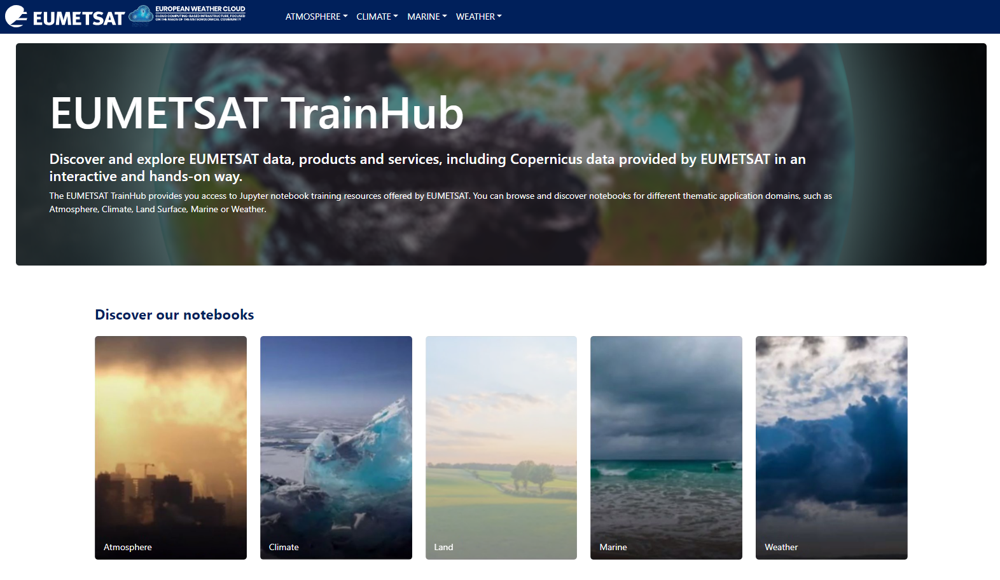 EUMETSAT
EUROPEAN WEATHER CLOUD
CLOUD COMPUTING-BASED INFRASTRUCTURE, FOCUSED
ON THE NEEDS OF THE METEOROLOGICAL COMMUNITY
ATMOSPHERE CLIMATE MARINE WEATHER
EUMETSAT TrainHub
Discover and explore EUMETSAT data, products and services, including Copernicus data provided by EUMETSAT in an
interactive and hands-on way.
The EUMETSAT TrainHub provides you access to Jupyter notebook training resources offered by EUMETSAT. You can browse and discover notebooks for different thematic application domains, such as
Atmosphere, Climate, Land Surface, Marine or Weather.
Discover our notebooks
Atmosphere
Climate
Land
Marine
Weather